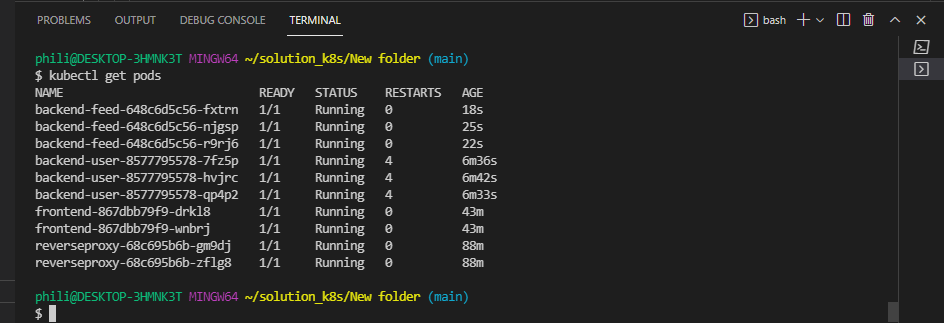 PROBLEMS OUTPUT DEBUG CONSOLE TERMINAL bash
phili@DESKTOP-3HMNK3T MINGW64 ~/solution_k8s/New folder (main)
$ kubectl get pods
NAME READY STATUS RESTARTS AGE
backend-feed-648c6d5c56-fxtrn 1/1 Running 0 18s
backend-feed-648c6d5c56-njgsp 1/1 Running 0 25s
backend-feed-648c6d5c56-r9rj6 1/1 Running 0 22s
backend-user-8577795578-7fz5p 1/1 Running 4 6m36s
backend-user-8577795578-hvjrc 1/1 Running 4 6m42s
backend-user-8577795578-qp4p2 1/1 Running 4 6m33s
frontend-867dbb79f9-drkl8 1/1 Running 0 43m
frontend-867dbb79f9-wnbrj 1/1 Running 0 43m
reverseproxy-68c695b6b-gm9dj 1/1 Running 0 88m
reverseproxy-68c695b6b-zflg8 1/1 Running 0 88m
phili@DESKTOP-3HMNK3T MINGW64 ~/solution_k8s/New folder (main)
$